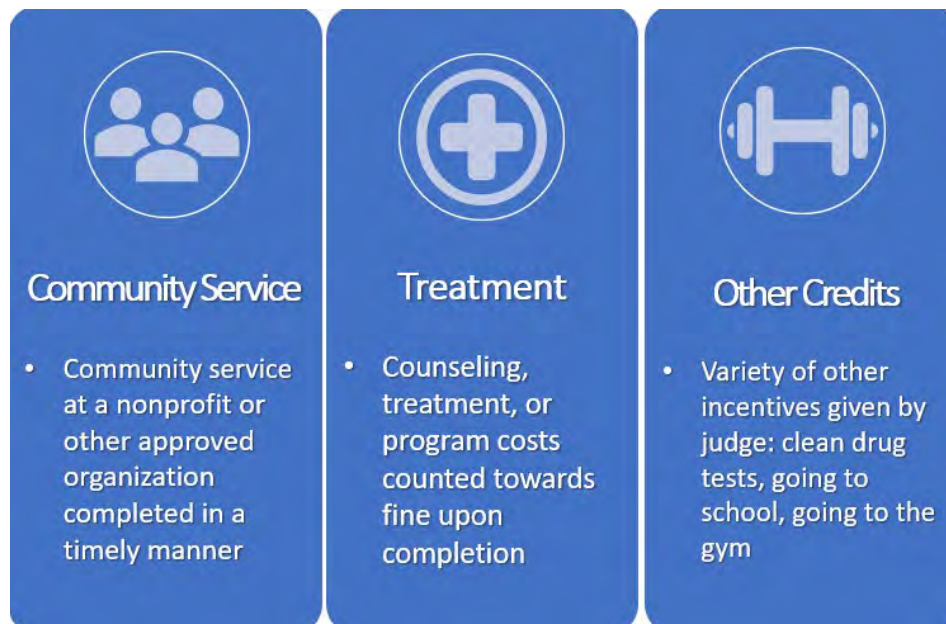 Community Service
• Community service
at a nonprofit or
other approved
organization
completed in a
timely manner
Treatment
• Counseling,
treatment, or
program costs
counted towards
fine upon
completion
Other Credits
• Variety of other
incentives given by
judge: clean drug
tests, going to
school, going to the
gym